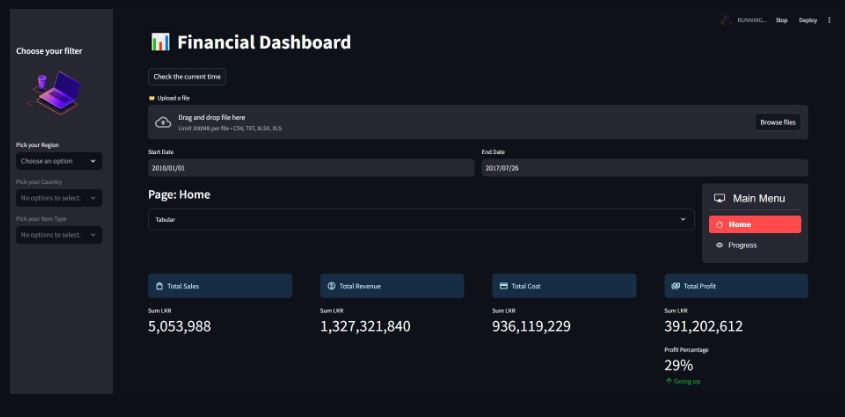 RUNNING... Stop Deploy
Choose your filter
Pick your Region
Choose an option
Pick your Country
No options to select.
Pick your Item Type
No options to select.
Financial Dashboard
Check the current time
Upload a file
Drag and drop file here
Limit 200MB per file • CSV, TXT, XLSX, XLS
Browse files
Start Date
End Date
2010/01/01
2017/07/26
Page: Home
Tabular
Main Menu
Home
Progress
Total Sales
Sum LKR
5,053,988
Total Revenue
Sum LKR
1,327,321,840
Total Cost
Sum LKR
936,119,229
Total Profit
Sum LKR
391,202,612
Profit Percentage
29%
Going up